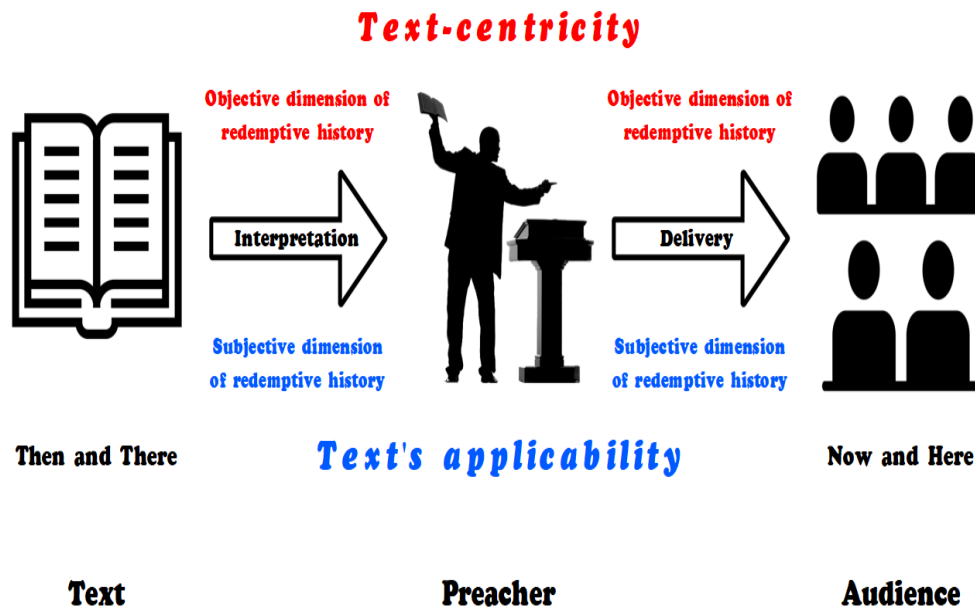 Text-centricity
Objective dimension of
redemptive history
Objective dimension of
redemptive history
Interpretation
Delivery
Subjective dimension
of redemptive history
Subjective dimension
of redemptive history
Then and There
Text's applicability
Now and Here
Text
Preacher
Audience